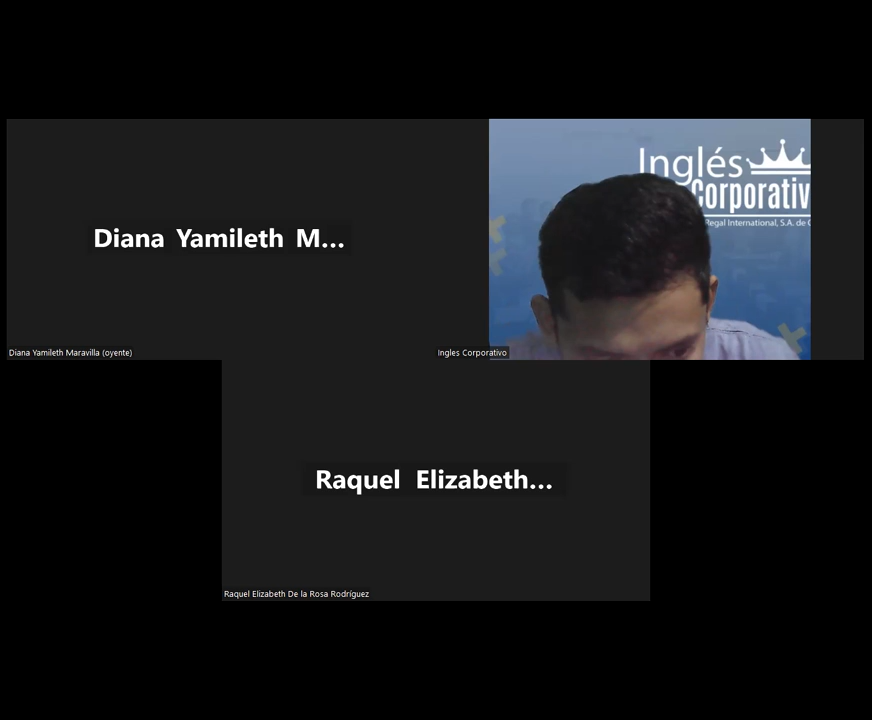 Inglés
Corporativ
Regal International, S.A. de C
Diana Yamileth M...
Diana Yamileth Maravilla (oyente)
Ingles Corporativo
Raquel Elizabeth...
Raquel Elizabeth De la Rosa Rodríguez